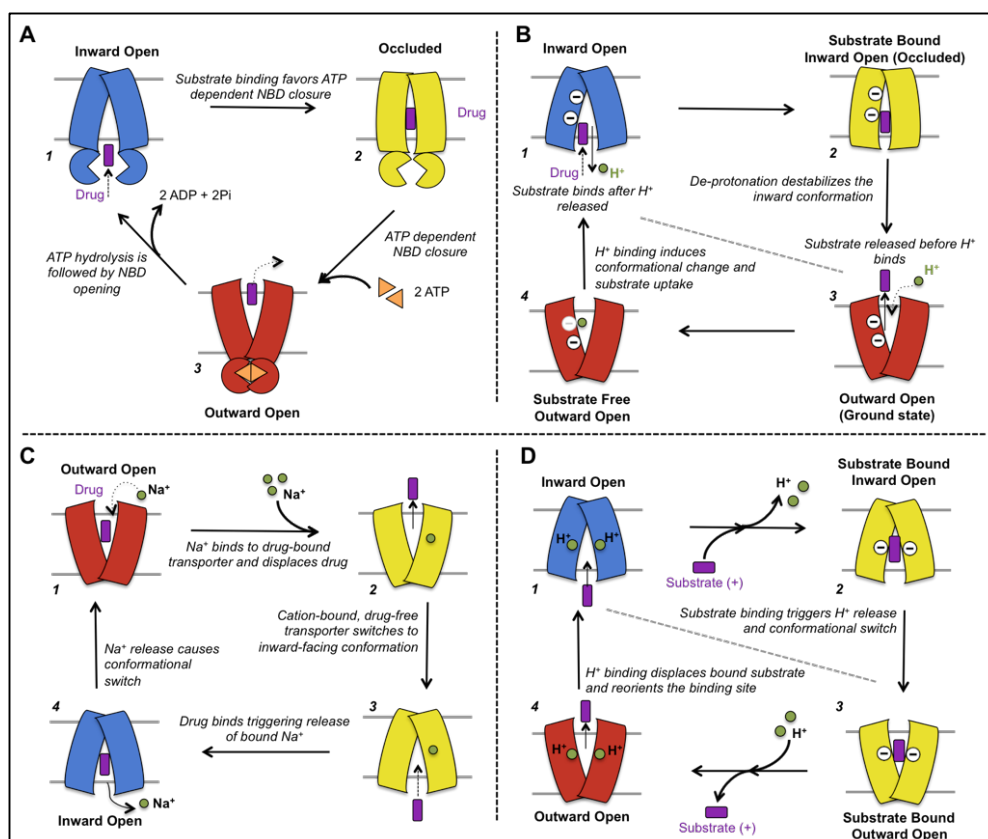 A
Inward Open
Occluded
Substrate binding favors ATP
dependent NBD closure
Drug
1
2
Drug
2 ADP + 2Pi
ATP hydrolysis is
followed by NBD
opening
ATP dependent
NBD closure
2 ATP
3
Outward Open
B
Inward Open
Substrate Bound
Inward Open (Occluded)
1
Drug
H⁺
2
Substrate binds after H⁺
released
De-protonation destabilizes the
inward conformation
Substrate released before H⁺
binds
H⁺ binding induces
conformational change and
substrate uptake
4
3
H⁺
Substrate Free
Outward Open
Outward Open
(Ground state)
C
Outward Open
Drug
Na⁺
Na⁺
1
Na⁺ binds to drug-bound
transporter and displaces drug
2
Cation-bound, drug-free
transporter switches to
inward-facing conformation
Na⁺ release causes
conformational
switch
4
Drug binds triggering release
of bound Na⁺
3
Na⁺
Inward Open
D
Inward Open
Substrate Bound
Inward Open
H⁺
H⁺
H⁺
1
Substrate (+)
2
Substrate binding triggers H⁺ release
and conformational switch
H⁺ binding displaces bound substrate
and reorients the binding site
4
3
H⁺
H⁺
H⁺
Outward Open
Substrate (+)
Substrate Bound
Outward Open